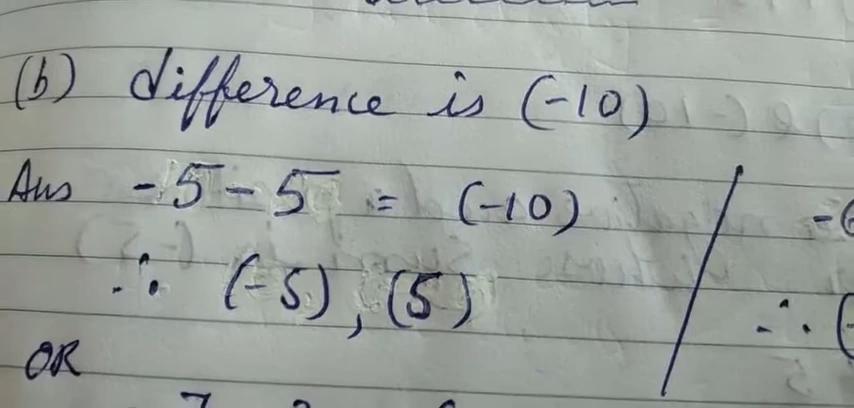 (b) difference is (-10)
Ans -5 - 5 = (-10)
∴ (-5), (5)
OR